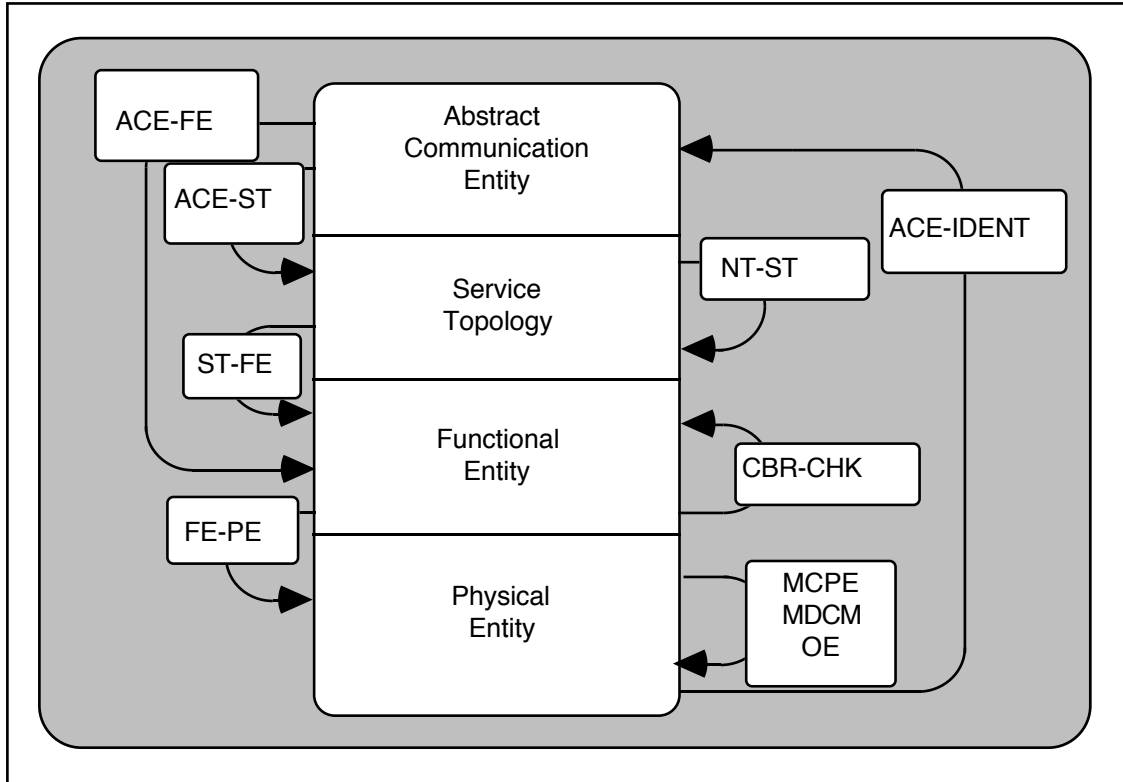 ACE-FE
Abstract
Communication
Entity
ACE-ST
ACE-IDENT
NT-ST
Service
Topology
ST-FE
Functional
Entity
CBR-CHK
FE-PE
Physical
Entity
MCPE
MDCM
OE